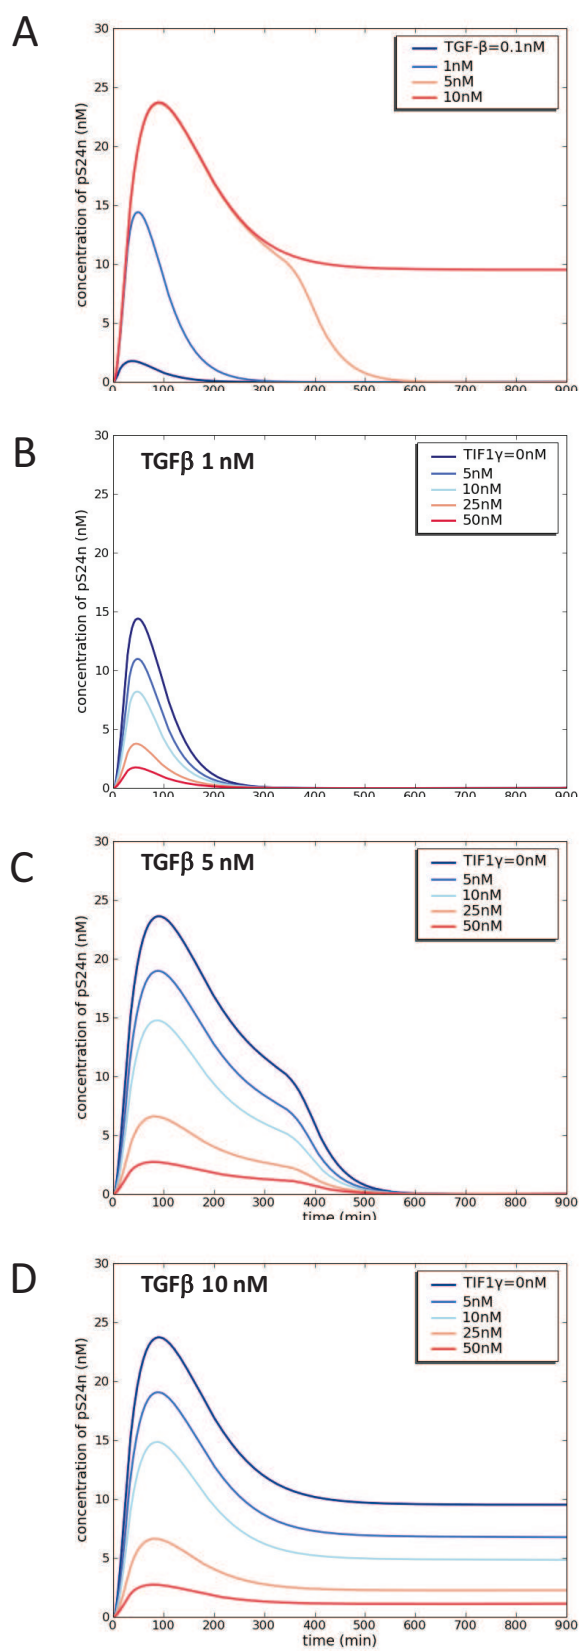 A
concentration of pS24n (nM)
30
25
20
15
10
5
0
TGF-β=0.1nM
1nM
5nM
10nM
0 100 200 300 400 500 600 700 800 900
B
TGFβ 1 nM
concentration of pS24n (nM)
30
25
20
15
10
5
0
TIF1γ=0nM
5nM
10nM
25nM
50nM
0 100 200 300 400 500 600 700 800 900
C
TGFβ 5 nM
concentration of pS24n (nM)
30
25
20
15
10
5
0
TIF1γ=0nM
5nM
10nM
25nM
50nM
0 100 200 300 400 500 600 700 800 900
time (min)
D
TGFβ 10 nM
concentration of pS24n (nM)
30
25
20
15
10
5
0
TIF1γ=0nM
5nM
10nM
25nM
50nM
0 100 200 300 400 500 600 700 800 900
time (min)